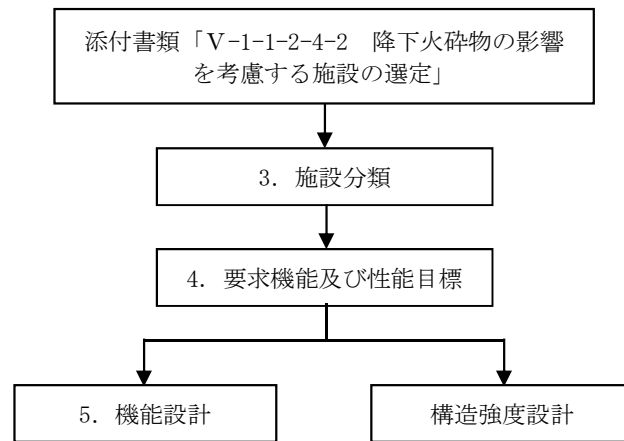 添付書類「Ⅴ-1-1-2-4-2　降下火砕物の影響
を考慮する施設の選定」
3．施設分類
4．要求機能及び性能目標
5．機能設計
構造強度設計